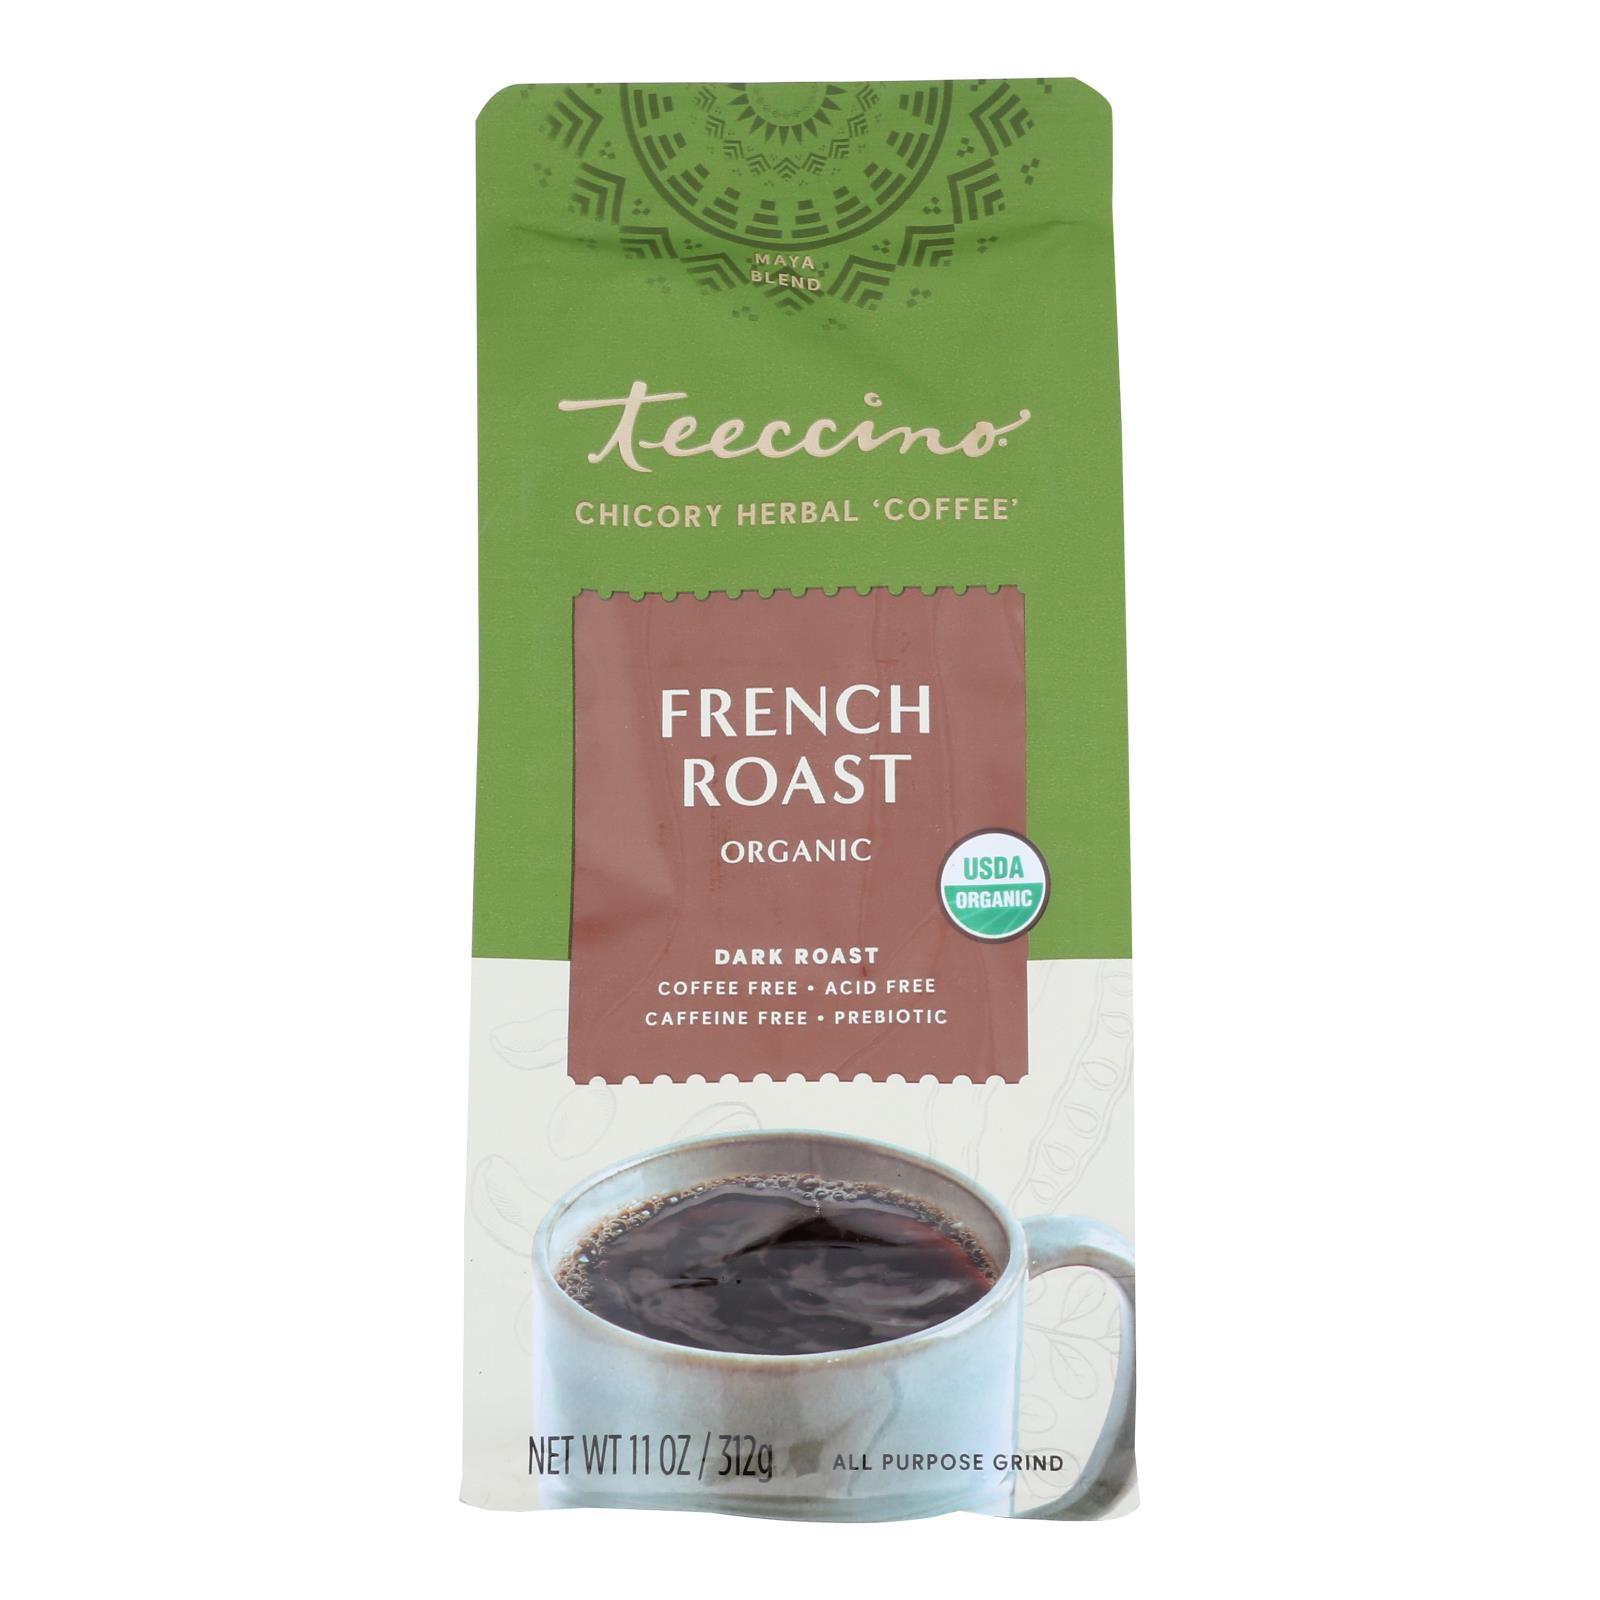 MAYA
BLEND
teeccino®
CHICORY HERBAL ‘COFFEE’
FRENCH
ROAST
ORGANIC
USDA
ORGANIC
DARK ROAST
COFFEE FREE • ACID FREE
CAFFEINE FREE • PREBIOTIC
NET WT 11 OZ / 312g
ALL PURPOSE GRIND